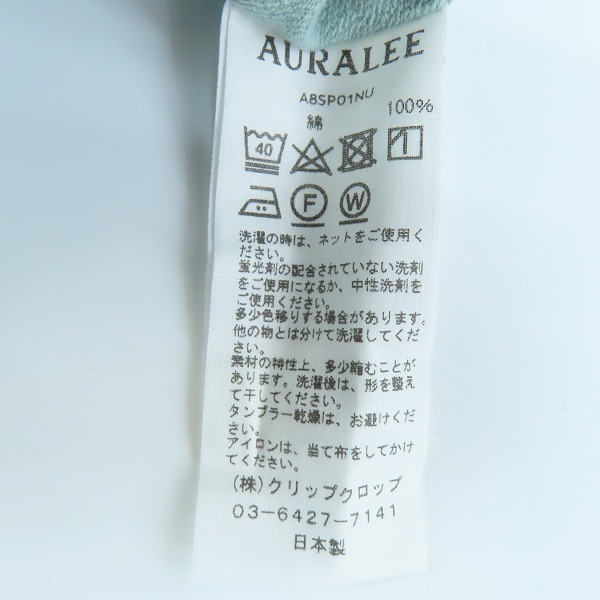 AURALEE
A8SP01NU
綿 100%
40
F W
洗濯の時は、ネットをご使用く
ださい。
蛍光剤の配合されていない洗剤
をご使用になるか、中性洗剤を
ご使用ください。
多少色移りする場合があります。
他の物とは分けて洗濯してくだ
さい。
素材の特性上、多少縮むことが
あります。洗濯後は、形を整え
て干してください。
タンブラー乾燥は、お避けくだ
さい。
アイロンは、当て布をしてかけ
てください。
(株)クリップクロップ
03-6427-7141
日本製